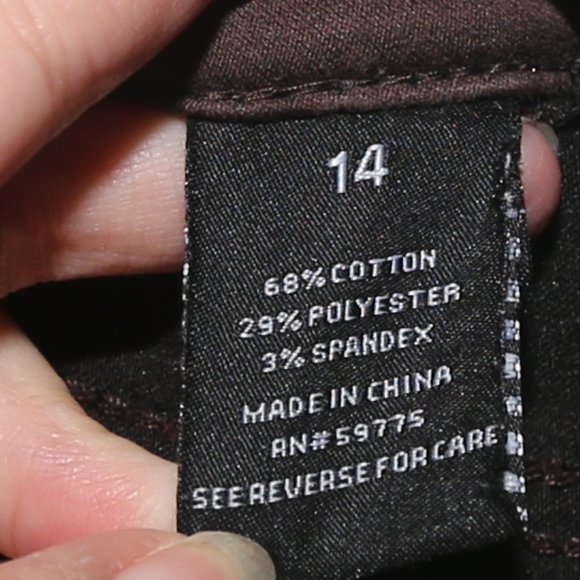 14
68% COTTON
29% POLYESTER
3% SPANDEX
MADE IN CHINA
RN#59775
SEE REVERSE FOR CARE